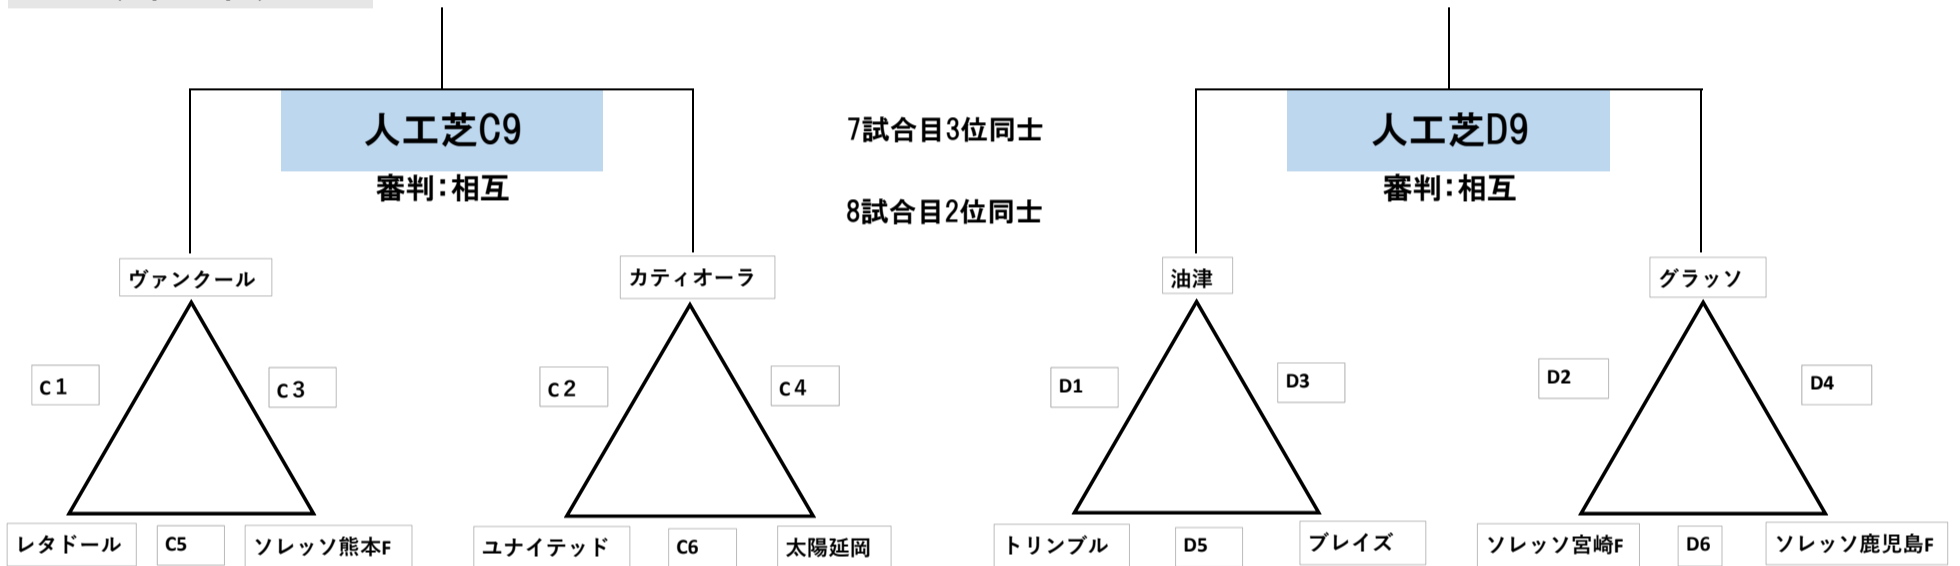 人工芝C9
審判:相互
7試合目3位同士
8試合目2位同士
人工芝D9
審判:相互
ヴァンクール
カティオーラ
油津
グラッソ
C1
C3
C2
C4
D1
D3
D2
D4
レタドール
C5
ソレッソ熊本F
ユナイテッド
C6
太陽延岡
トリンブル
D5
ブレイズ
ソレッソ宮崎F
D6
ソレッソ鹿児島F